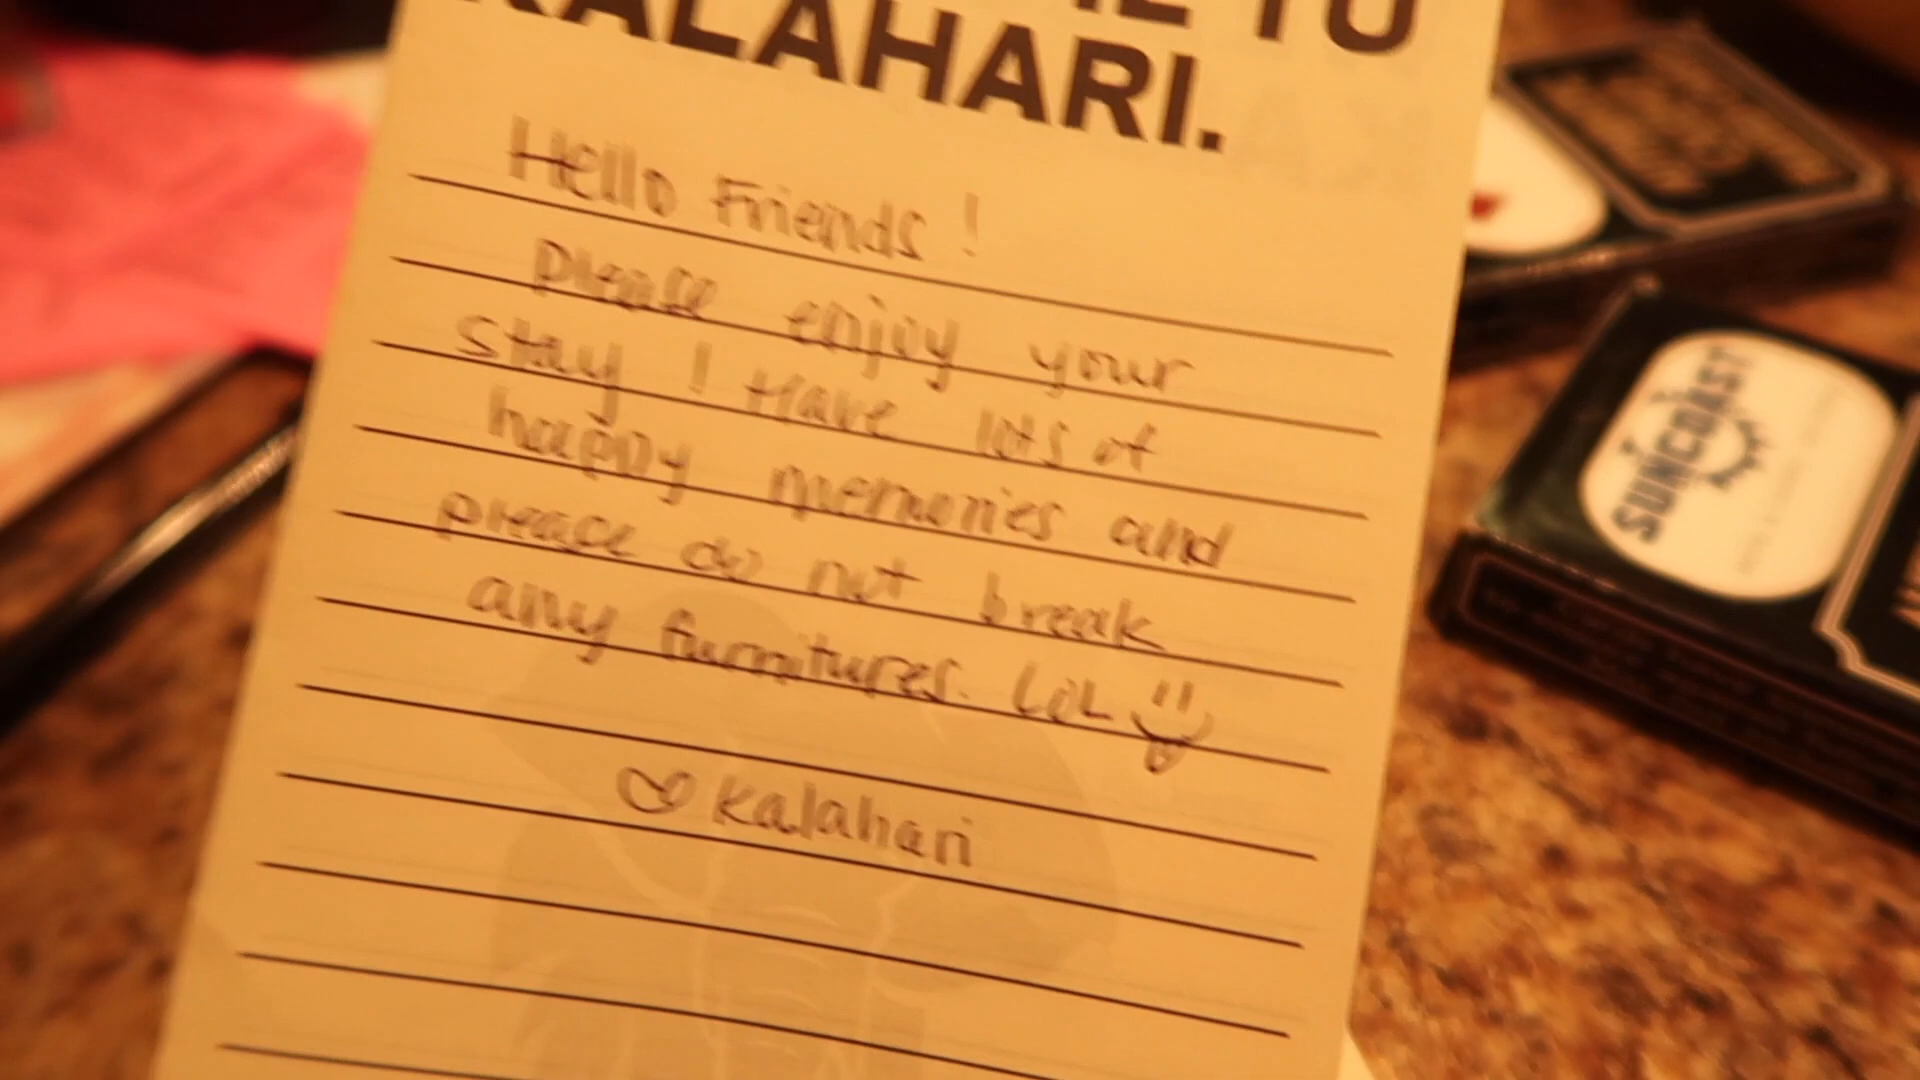 TO
KALAHARI.
Hello Friends !
please enjoy your
stay ! Have lots of
happy memories and
please do not break
any furnitures. LOL
♡ Kalahari
SUNCOAST